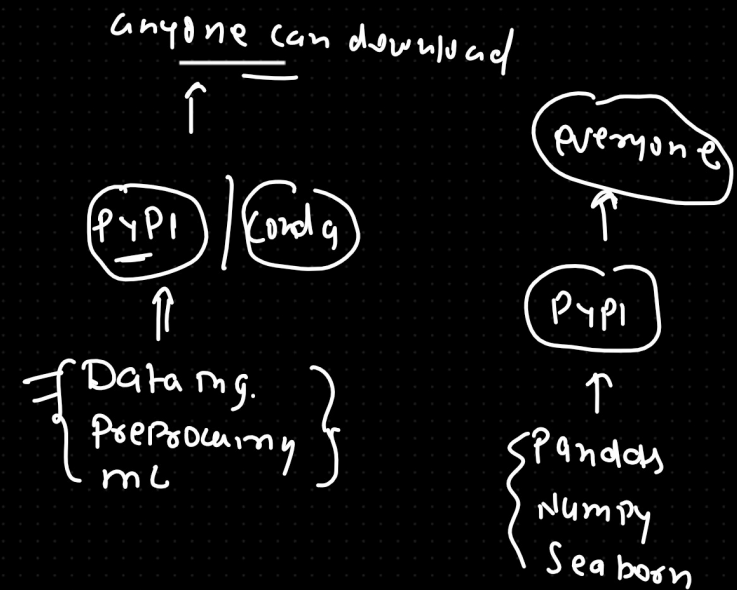 anyone can download
everyone
PyPI | Conda
PyPI
Data mg.
Preprocessing
ML
Pandas
Numpy
Seaborn